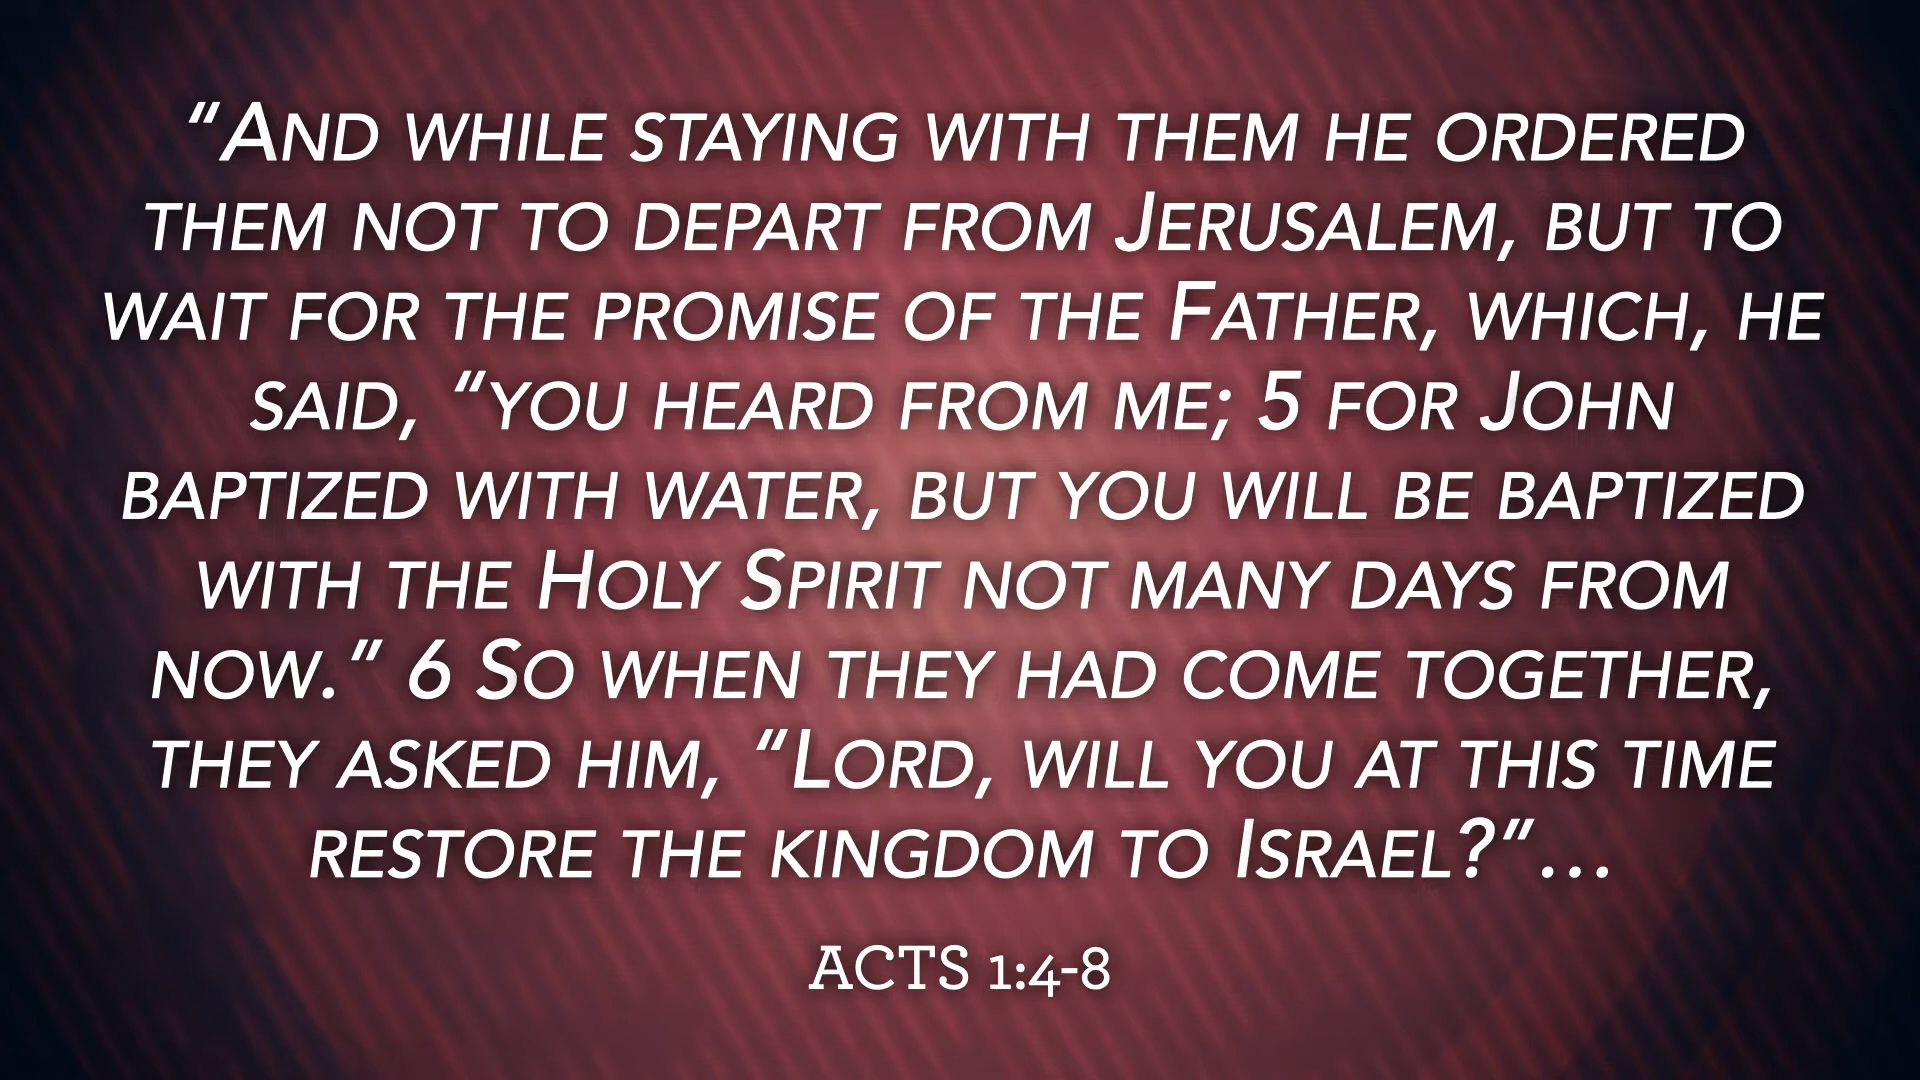 “And while staying with them he ordered
them not to depart from Jerusalem, but to
wait for the promise of the Father, which, he
said, “you heard from me; 5 for John
baptized with water, but you will be baptized
with the Holy Spirit not many days from
now.” 6 So when they had come together,
they asked him, “Lord, will you at this time
restore the kingdom to Israel?”…
ACTS 1:4-8